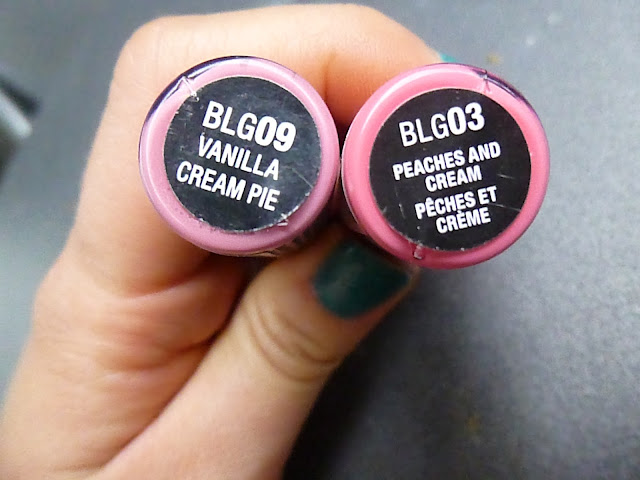 BLG09
VANILLA
CREAM PIE
BLG03
PEACHES AND
CREAM
PÊCHES ET
CRÈME